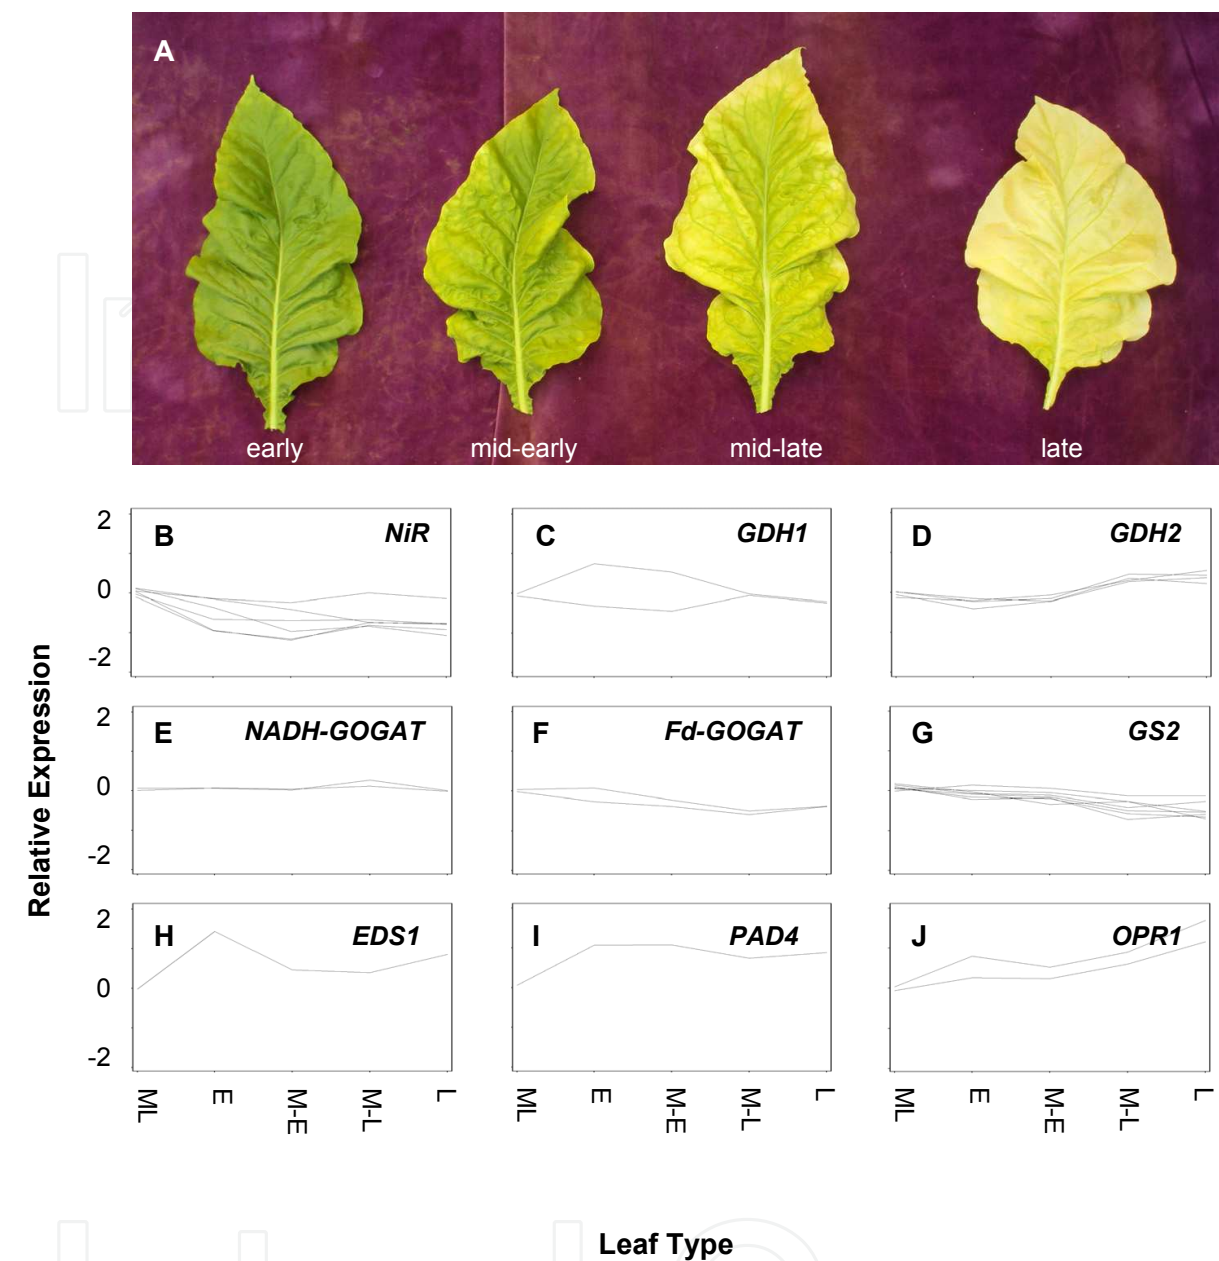 A
early mid-early mid-late late
B NiR C GDH1 D GDH2
2
0
-2
E NADH-GOGAT F Fd-GOGAT G GS2
2
0
-2
H EDS1 I PAD4 J OPR1
2
0
-2
Relative Expression
ML E M-E M-L L ML E M-E M-L L ML E M-E M-L L
Leaf Type